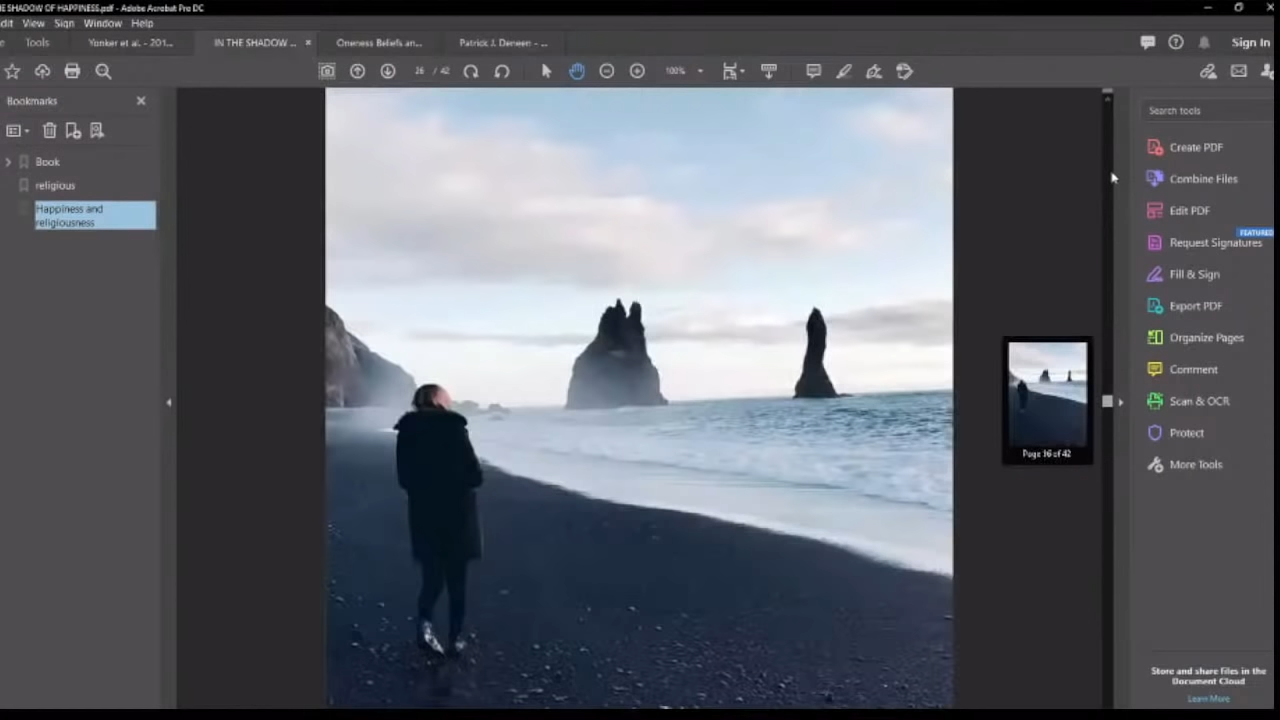 E SHADOW OF HAPPINESS.pdf - Adobe Acrobat Pro DC
dit View Sign Window Help
Tools Yonker et al. - 201... IN THE SHADOW ... × Oneness Beliefs an... Patrick J. Deneen - ... Sign In
26 / 42 100%
Bookmarks
Book
religious
Happiness and
religiousness
Search tools
Create PDF
Combine Files
Edit PDF
FEATURED
Request Signatures
Fill & Sign
Export PDF
Organize Pages
Comment
Scan & OCR
Protect
More Tools
Page 16 of 42
Store and share files in the
Document Cloud
Learn More